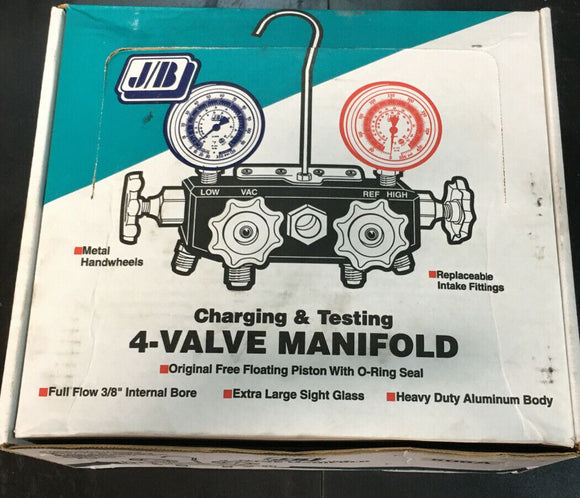 J/B
LOW VAC REF HIGH
Metal
Handwheels
Replaceable
Intake Fittings
Charging & Testing
4-VALVE MANIFOLD
Original Free Floating Piston With O-Ring Seal
Full Flow 3/8" Internal Bore Extra Large Sight Glass Heavy Duty Aluminum Body